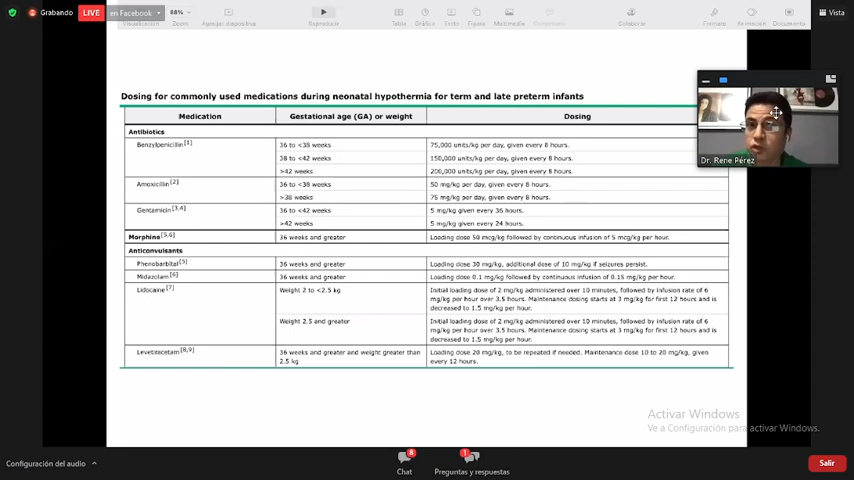 Grabando
LIVE
en Facebook
88%
Vista
Visualización
Zoom
Agregar diapositiva
Reproducir
Tabla
Gráfica
Texto
Figura
Multimedia
Comentario
Colaborar
Formato
Animación
Documento
Dosing for commonly used medications during neonatal hypothermia for term and late preterm infants
Medication Gestational age (GA) or weight Dosing
Antibiotics
Benzylpenicillin[1] 36 to <38 weeks 75,000 units/kg per day, given every 8 hours.
38 to <42 weeks 150,000 units/kg per day, given every 8 hours.
>42 weeks 200,000 units/kg per day, given every 8 hours.
Amoxicillin[2] 36 to <38 weeks 50 mg/kg per day, given every 8 hours.
>38 weeks 75 mg/kg per day, given every 8 hours.
Gentamicin[3,4] 36 to <42 weeks 5 mg/kg given every 36 hours.
>42 weeks 5 mg/kg given every 24 hours.
Morphine[5,6] 36 weeks and greater Loading dose 50 mcg/kg followed by continuous infusion of 5 mcg/kg per hour.
Anticonvulsants
Phenobarbital[5] 36 weeks and greater Loading dose 30 mg/kg, additional dose of 10 mg/kg if seizures persist.
Midazolam[6] 36 weeks and greater Loading dose 0.1 mg/kg followed by continuous infusion of 0.15 mg/kg per hour.
Lidocaine[7] Weight 2 to <2.5 kg Initial loading dose of 2 mg/kg administered over 10 minutes, followed by infusion rate of 6
mg/kg per hour over 3.5 hours. Maintenance dosing starts at 3 mg/kg for first 12 hours and is
decreased to 1.5 mg/kg per hour.
Weight 2.5 and greater Initial loading dose of 2 mg/kg administered over 10 minutes, followed by infusion rate of 6
mg/kg per hour over 3.5 hours. Maintenance dosing starts at 3 mg/kg for first 12 hours and is
decreased to 1.5 mg/kg per hour.
Levetiracetam[8,9] 36 weeks and greater and weight greater than Loading dose 20 mg/kg, to be repeated if needed. Maintenance dose 10 to 20 mg/kg, given
2.5 kg every 12 hours.
Dr. Rene Pérez
Activar Windows
Ve a Configuración para activar Windows.
Configuración del audio
8
Chat
1
Preguntas y respuestas
Salir